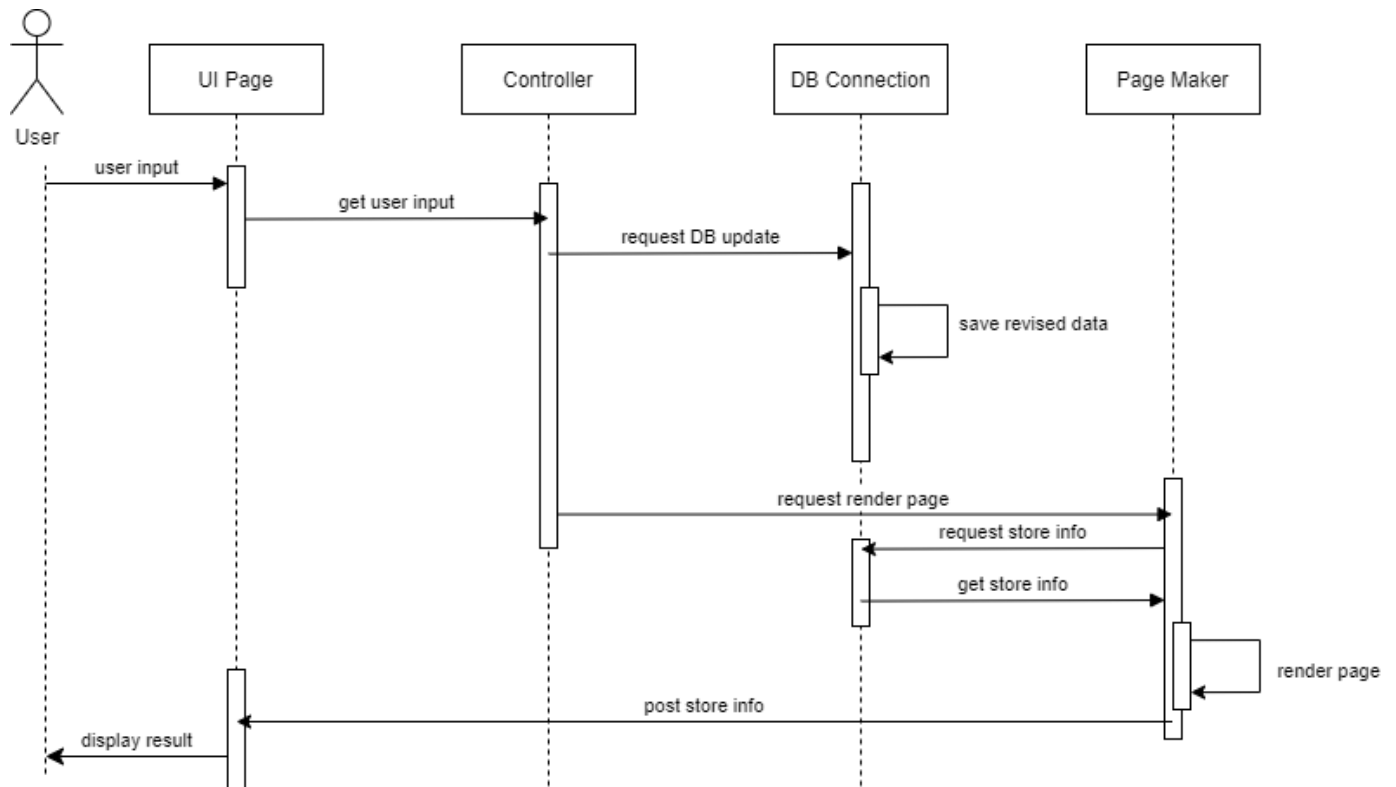 UI Page
Controller
DB Connection
Page Maker
User
user input
get user input
request DB update
save revised data
request render page
request store info
get store info
render page
post store info
display result